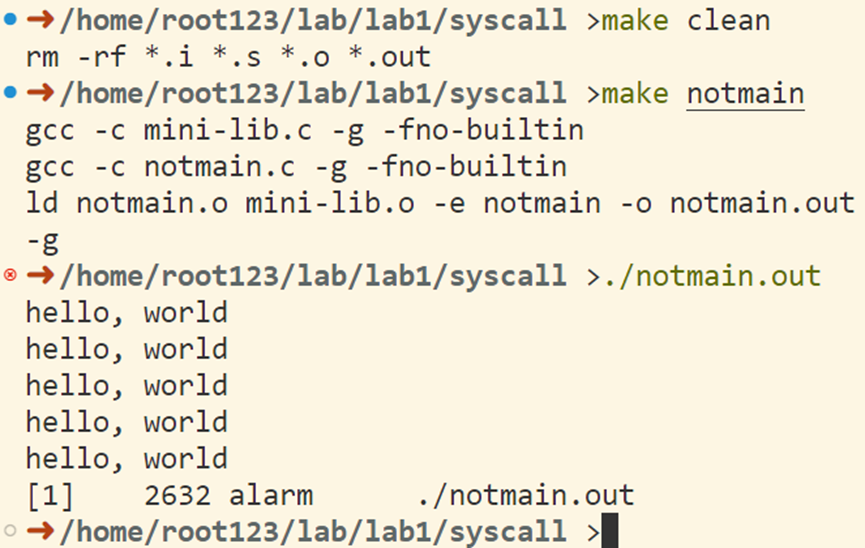 ➜ /home/root123/lab/lab1/syscall >make clean
rm -rf *.i *.s *.o *.out
➜ /home/root123/lab/lab1/syscall >make notmain
gcc -c mini-lib.c -g -fno-builtin
gcc -c notmain.c -g -fno-builtin
ld notmain.o mini-lib.o -e notmain -o notmain.out
-g
➜ /home/root123/lab/lab1/syscall >./notmain.out
hello, world
hello, world
hello, world
hello, world
hello, world
[1]    2632 alarm      ./notmain.out
➜ /home/root123/lab/lab1/syscall >